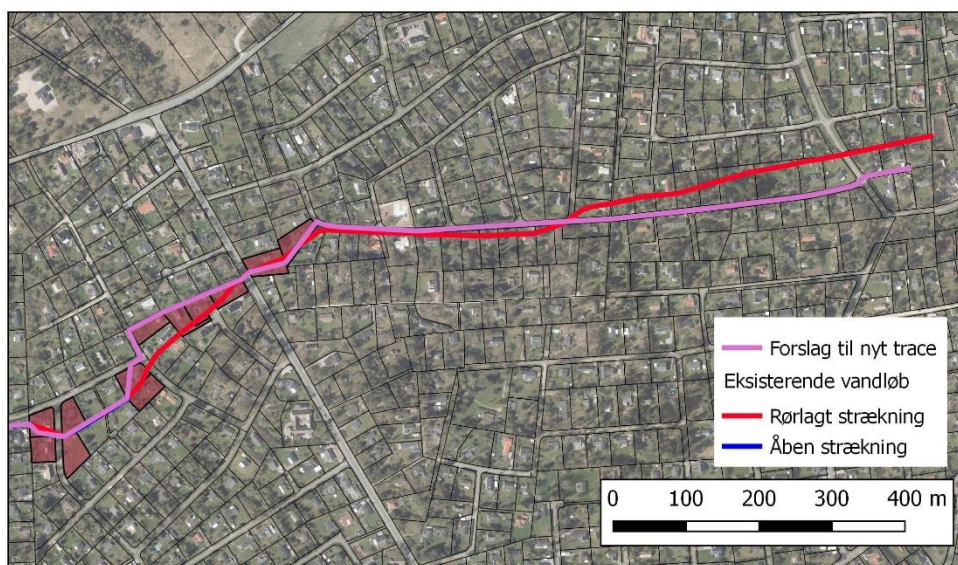 Forslag til nyt trace
Eksisterende vandløb
Rørlagt strækning
Åben strækning
0 100 200 300 400 m